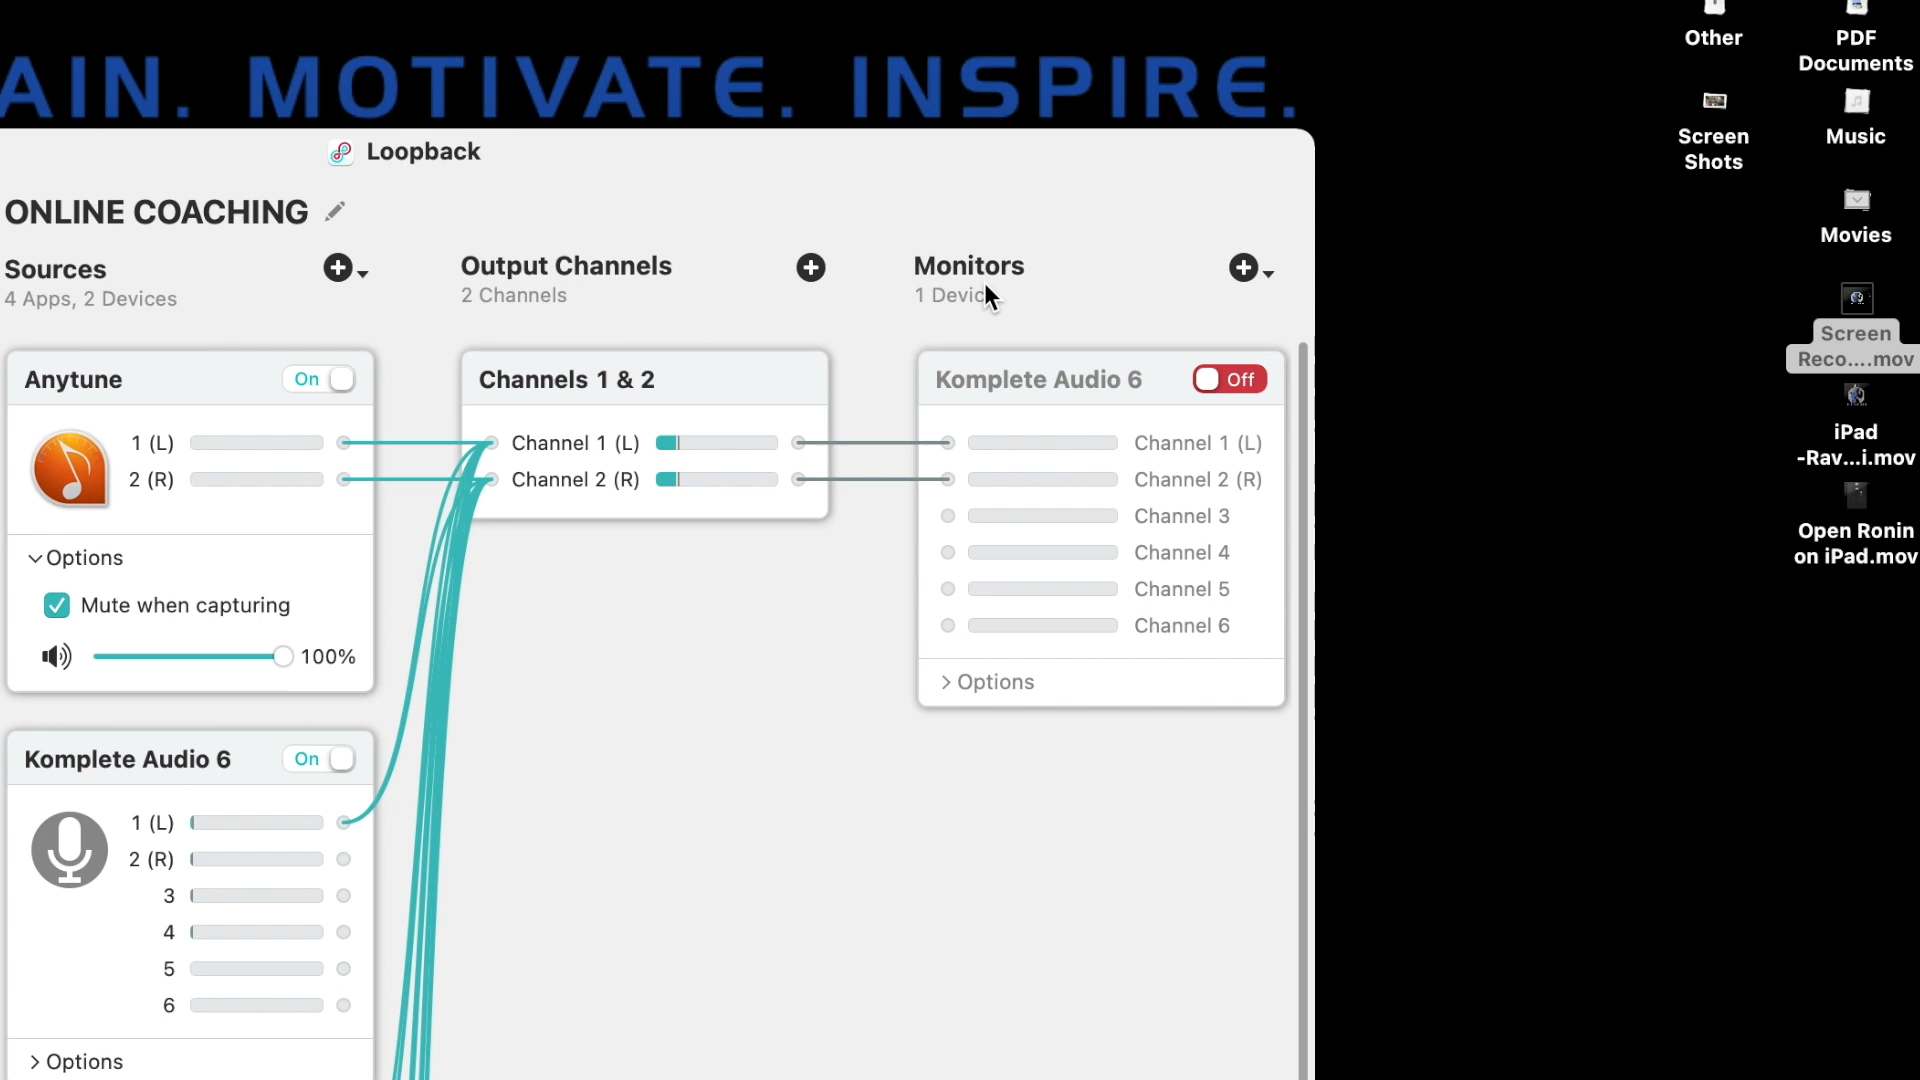 AIN. MOTIVATE. INSPIRE.
Loopback
ONLINE COACHING
Sources
4 Apps, 2 Devices
Output Channels
2 Channels
Monitors
1 Devic
Anytune
On
1 (L)
2 (R)
Options
Mute when capturing
100%
Channels 1 & 2
Channel 1 (L)
Channel 2 (R)
Komplete Audio 6
Off
Channel 1 (L)
Channel 2 (R)
Channel 3
Channel 4
Channel 5
Channel 6
Options
Komplete Audio 6
On
1 (L)
2 (R)
3
4
5
6
Options
Other
PDF
Documents
Screen
Shots
Music
Movies
Screen
Reco....mov
iPad
-Rav...i.mov
Open Ronin
on iPad.mov